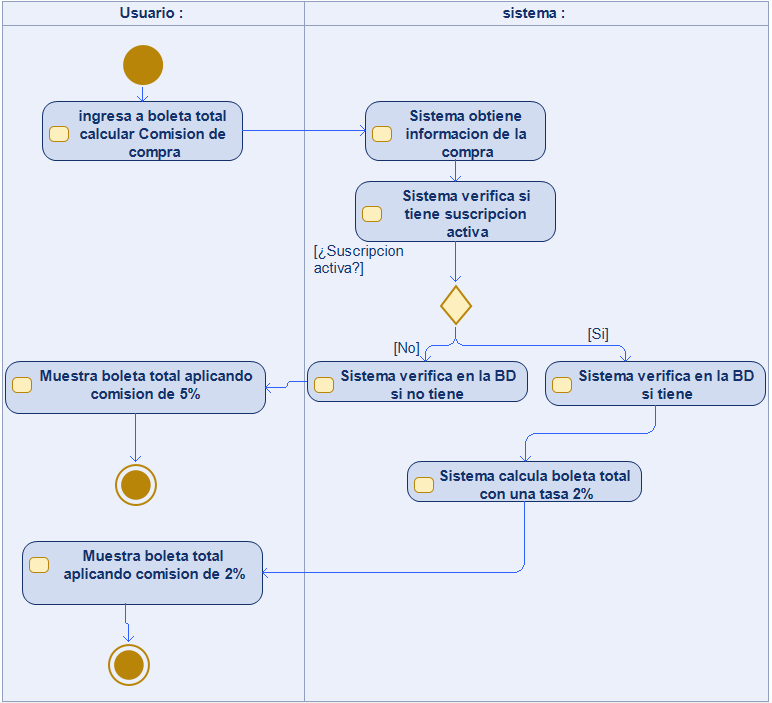 Usuario :
sistema :
ingresa a boleta total
calcular Comision de
compra
Sistema obtiene
informacion de la
compra
Sistema verifica si
tiene suscripcion
activa
[¿Suscripcion
activa?]
[No]
[Si]
Muestra boleta total aplicando
comision de 5%
Sistema verifica en la BD
si no tiene
Sistema verifica en la BD
si tiene
Sistema calcula boleta total
con una tasa 2%
Muestra boleta total
aplicando comision de 2%